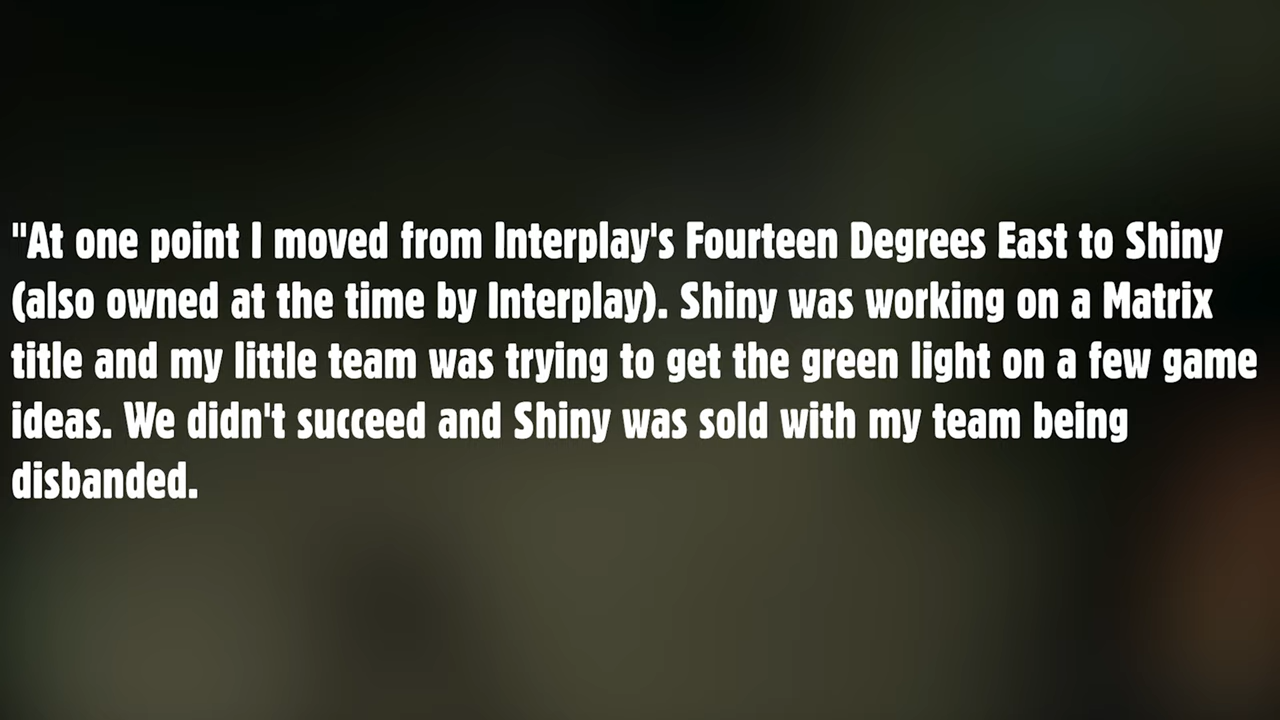 "At one point I moved from Interplay's Fourteen Degrees East to Shiny
(also owned at the time by Interplay). Shiny was working on a Matrix
title and my little team was trying to get the green light on a few game
ideas. We didn't succeed and Shiny was sold with my team being
disbanded.